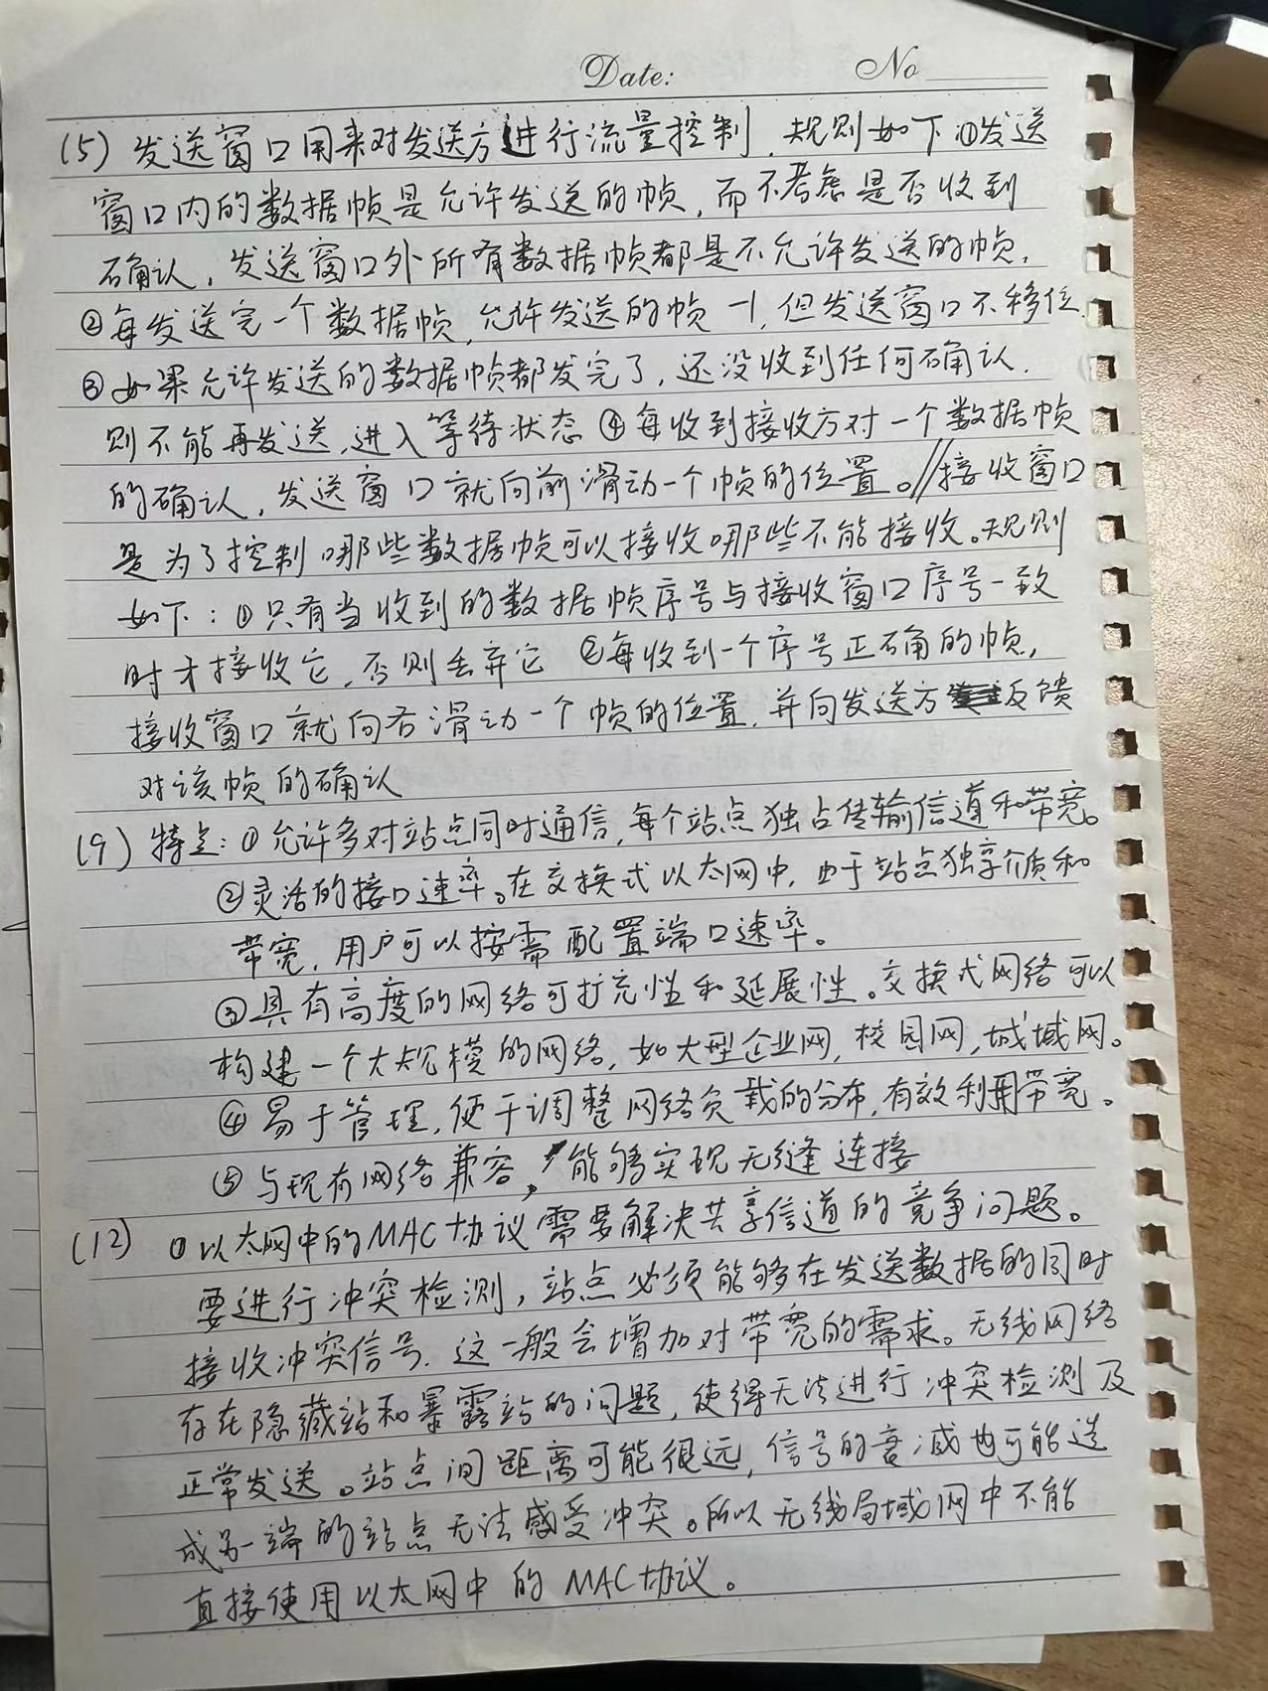 Date: No
(5) 发送窗口用来对发送方进行流量控制，规则如下①发送
窗口内的数据帧是允许发送的帧，而不考虑是否收到
确认，发送窗口外所有数据帧都是不允许发送的帧，
②每发送完一个数据帧，允许发送的帧-1，但发送窗口不移位，
③如果允许发送的数据帧都发完了，还没收到任何确认，
则不能再发送，进入等待状态④每收到接收方对一个数据帧
的确认，发送窗口就向前滑动一个帧的位置。//接收窗口
是为了控制哪些数据帧可以接收哪些不能接收。规则
如下：①只有当收到的数据帧序号与接收窗口序号一致
时才接收它，否则丢弃它 ②每收到一个序号正确的帧，
接收窗口就向右滑动一个帧的位置，并向发送方反馈
对该帧的确认
(9) 特点：①允许多对站点同时通信，每个站点独占传输信道和带宽。
②灵活的接口速率。在交换式以太网中，由于站点独享介质和
带宽，用户可以按需配置端口速率。
③具有高度的网络可扩充性和延展性。交换式网络可以
构建一个大规模的网络，如大型企业网，校园网，城域网。
④易于管理，便于调整网络负载的分布，有效利用带宽。
⑤与现有网络兼容，能够实现无缝连接
(12) ①以太网中的MAC协议需要解决共享信道的竞争问题。
要进行冲突检测，站点必须能够在发送数据的同时
接收冲突信号，这一般会增加对带宽的需求。无线网络
存在隐藏站和暴露站的问题，使得无法进行冲突检测及
正常发送。站点间距离可能很远，信号的衰减也可能造
成另一端的站点无法感受冲突。所以无线局域网中不能
直接使用以太网中的MAC协议。